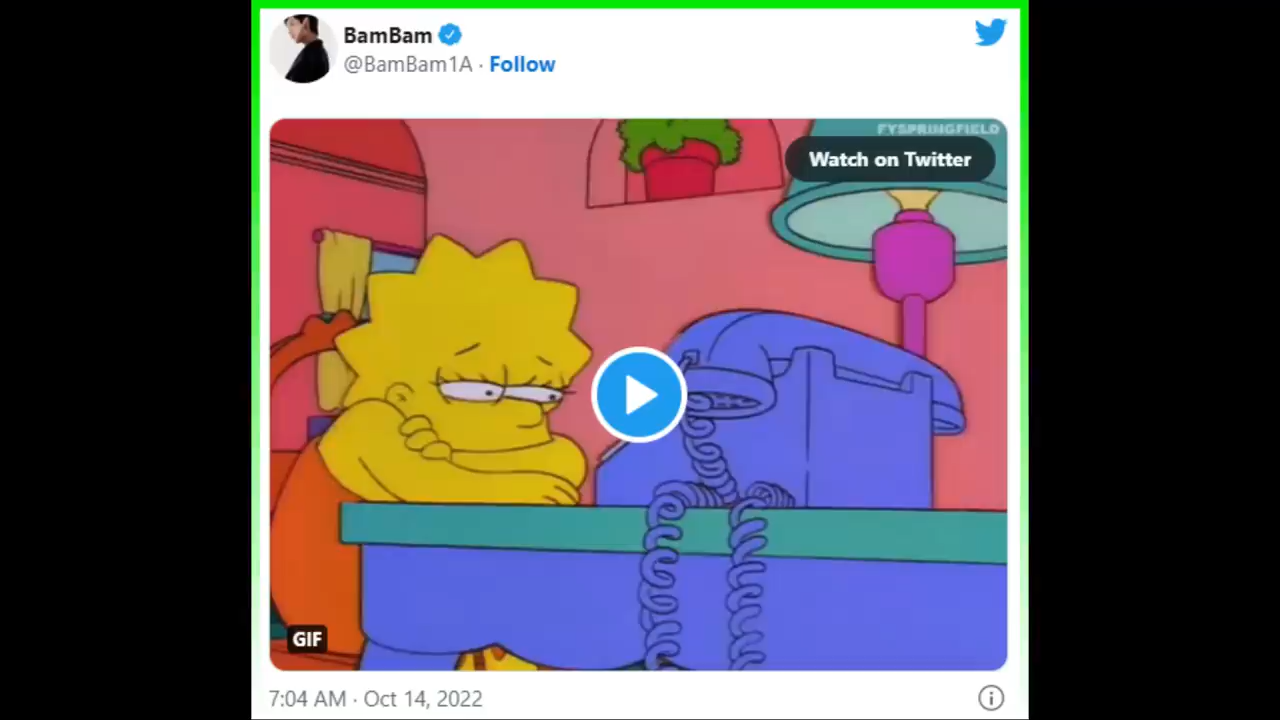 BamBam
@BamBam1A · Follow
FYSPRINGFIELD
Watch on Twitter
GIF
7:04 AM · Oct 14, 2022